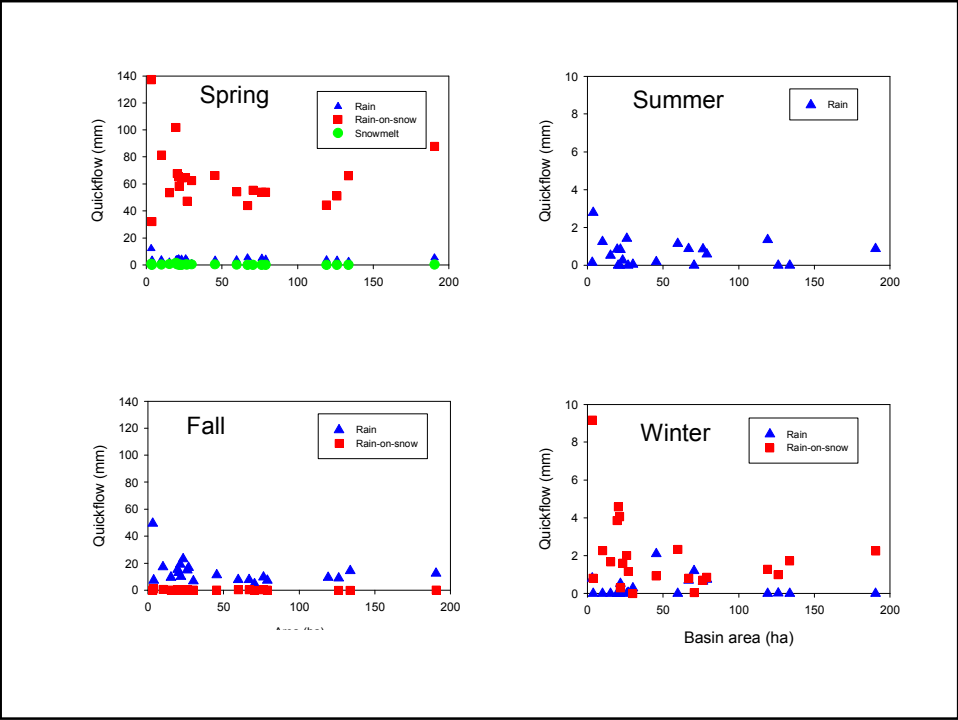 Spring
Quickflow (mm)
140
120
100
80
60
40
20
0
0 50 100 150 200
Rain
Rain-on-snow
Snowmelt
Summer
Quickflow (mm)
10
8
6
4
2
0
0 50 100 150 200
Rain
Fall
Quickflow (mm)
140
120
100
80
60
40
20
0
0 50 100 150 200
Rain
Rain-on-snow
Winter
Quickflow (mm)
10
8
6
4
2
0
0 50 100 150 200
Basin area (ha)
Rain
Rain-on-snow